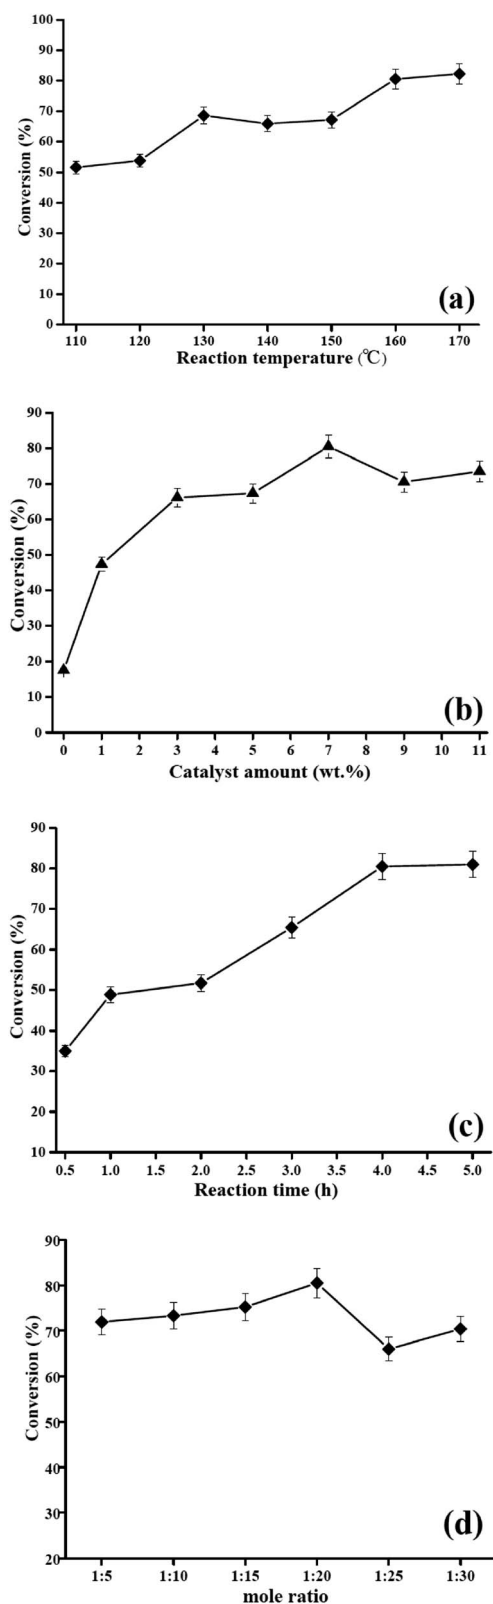 100
90
80
70
60
50
40
30
20
10
0
Conversion (%)
110 120 130 140 150 160 170
Reaction temperature (℃)
(a)
90
80
70
60
50
40
30
20
10
0
Conversion (%)
0 1 2 3 4 5 6 7 8 9 10 11
Catalyst amount (wt.%)
(b)
90
80
70
60
50
40
30
20
10
Conversion (%)
0.5 1.0 1.5 2.0 2.5 3.0 3.5 4.0 4.5 5.0
Reaction time (h)
(c)
90
80
70
60
50
40
30
20
Conversion (%)
1:5 1:10 1:15 1:20 1:25 1:30
mole ratio
(d)